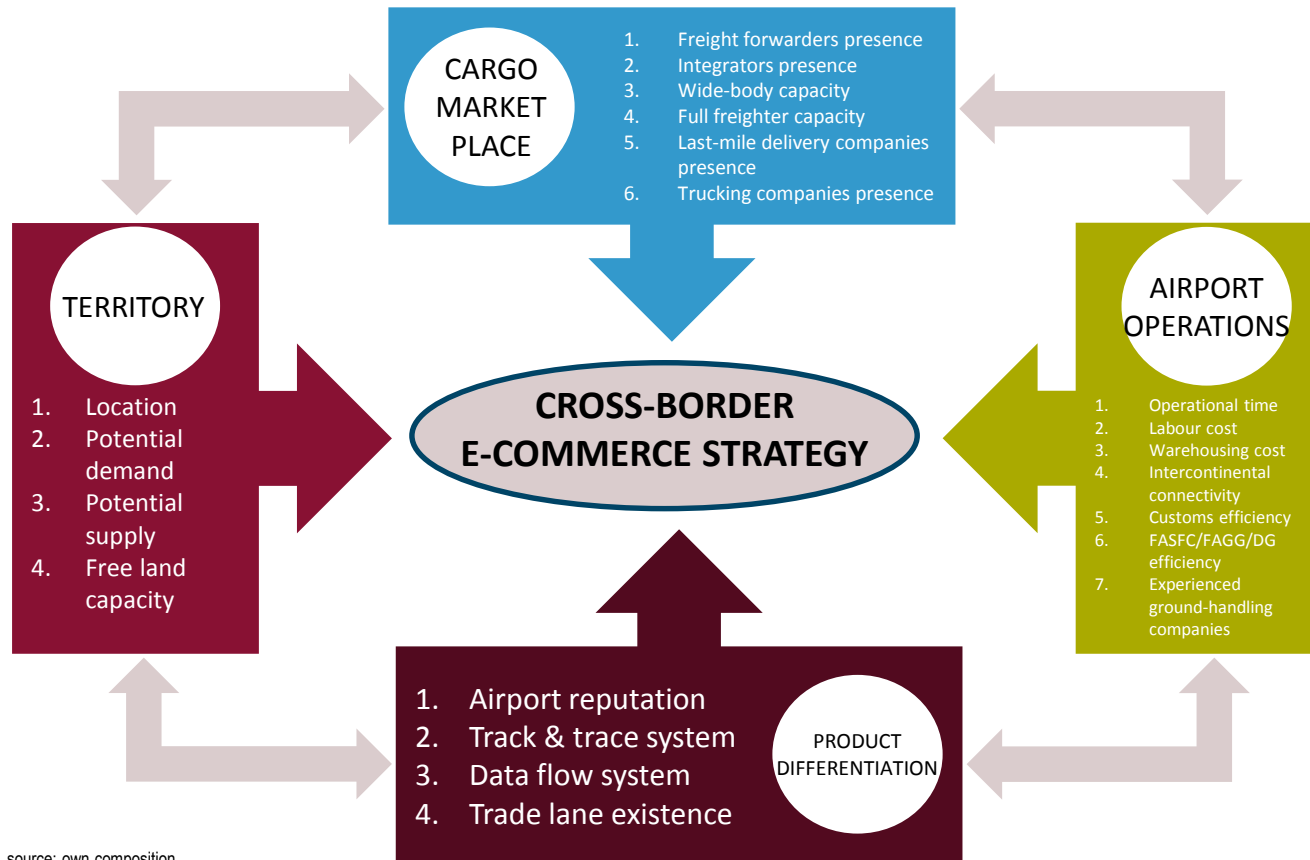 CARGO
MARKET
PLACE
1. Freight forwarders presence
2. Integrators presence
3. Wide-body capacity
4. Full freighter capacity
5. Last-mile delivery companies
presence
6. Trucking companies presence
TERRITORY
1. Location
2. Potential
demand
3. Potential
supply
4. Free land
capacity
CROSS-BORDER
E-COMMERCE STRATEGY
AIRPORT
OPERATIONS
1. Operational time
2. Labour cost
3. Warehousing cost
4. Intercontinental
connectivity
5. Customs efficiency
6. FASFC/FAGG/DG
efficiency
7. Experienced
ground-handling
companies
1. Airport reputation
2. Track & trace system
3. Data flow system
4. Trade lane existence
PRODUCT
DIFFERENTIATION
source: own composition